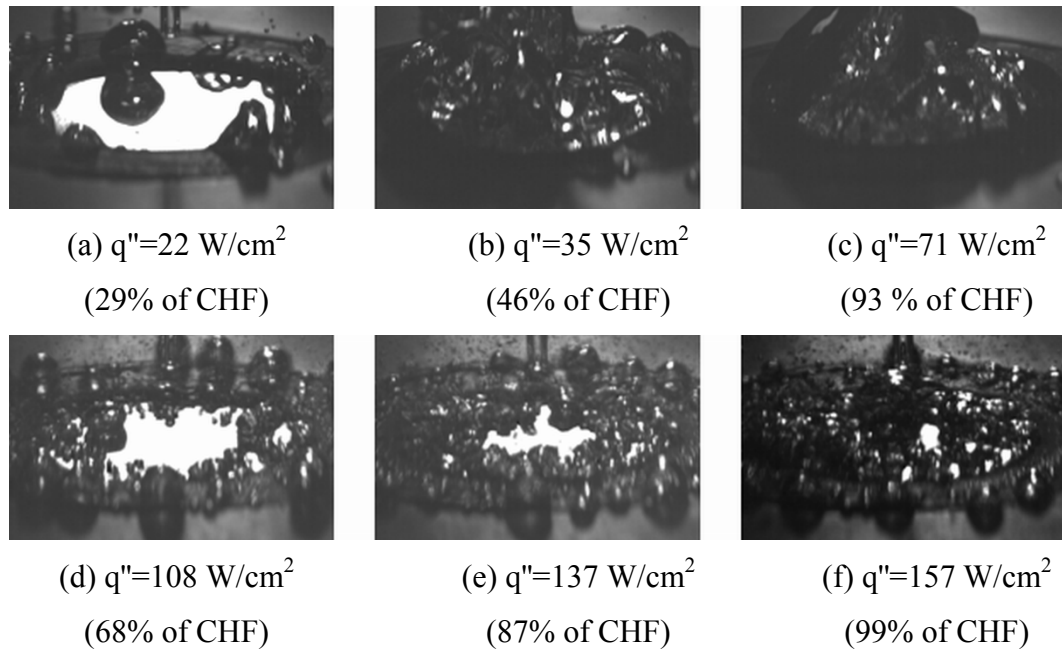 (a) q"=22 W/cm²
(29% of CHF)
(b) q"=35 W/cm²
(46% of CHF)
(c) q"=71 W/cm²
(93 % of CHF)
(d) q"=108 W/cm²
(68% of CHF)
(e) q"=137 W/cm²
(87% of CHF)
(f) q"=157 W/cm²
(99% of CHF)